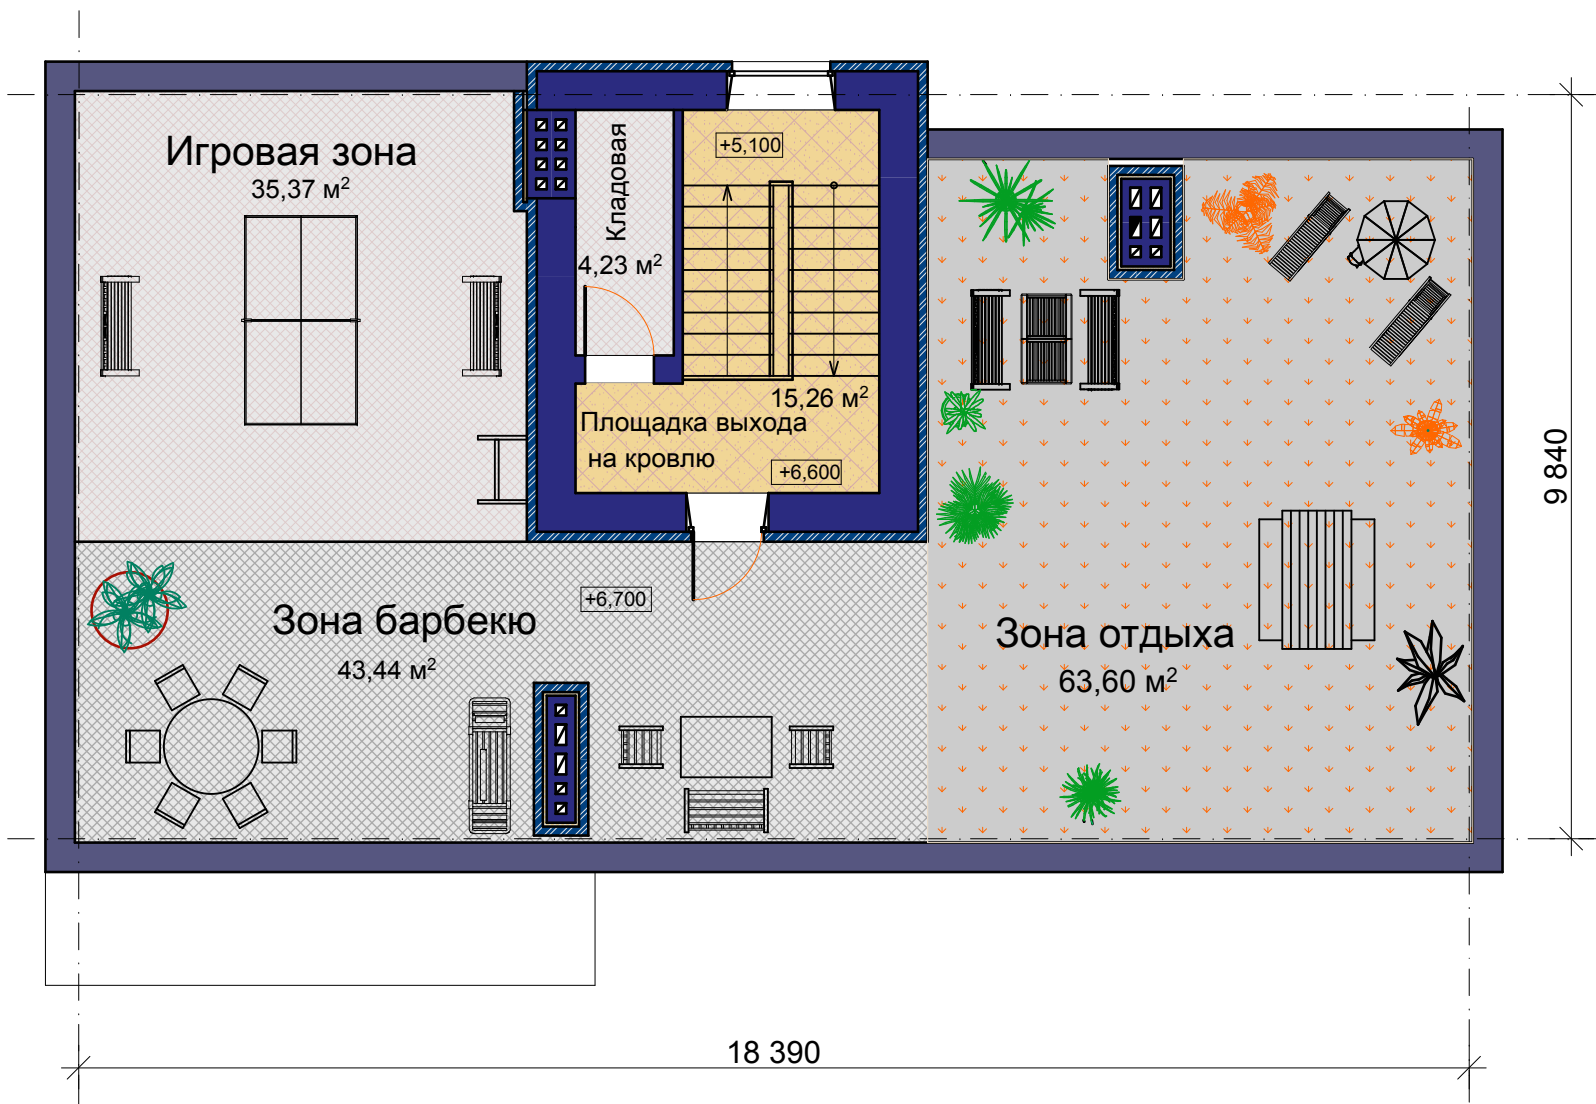 Игровая зона
35,37 м²
Кладовая
4,23 м²
+5,100
15,26 м²
Площадка выхода
на кровлю
+6,600
+6,700
Зона барбекю
43,44 м²
Зона отдыха
63,60 м²
9 840
18 390